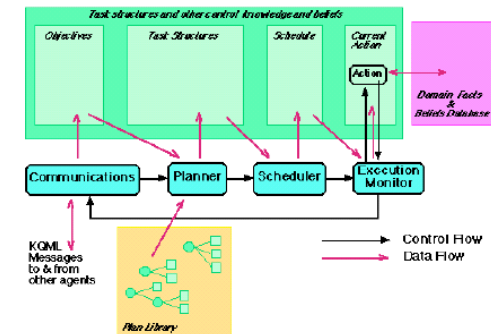 Task structures and other control knowledge and beliefs
Objectives
Task Structures
Schedule
Current
Action
Action
Domain Facts
&
Beliefs Database
Communications
Planner
Scheduler
Execution
Monitor
KQML
Messages
to & from
other agents
Control Flow
Data Flow
Plan Library